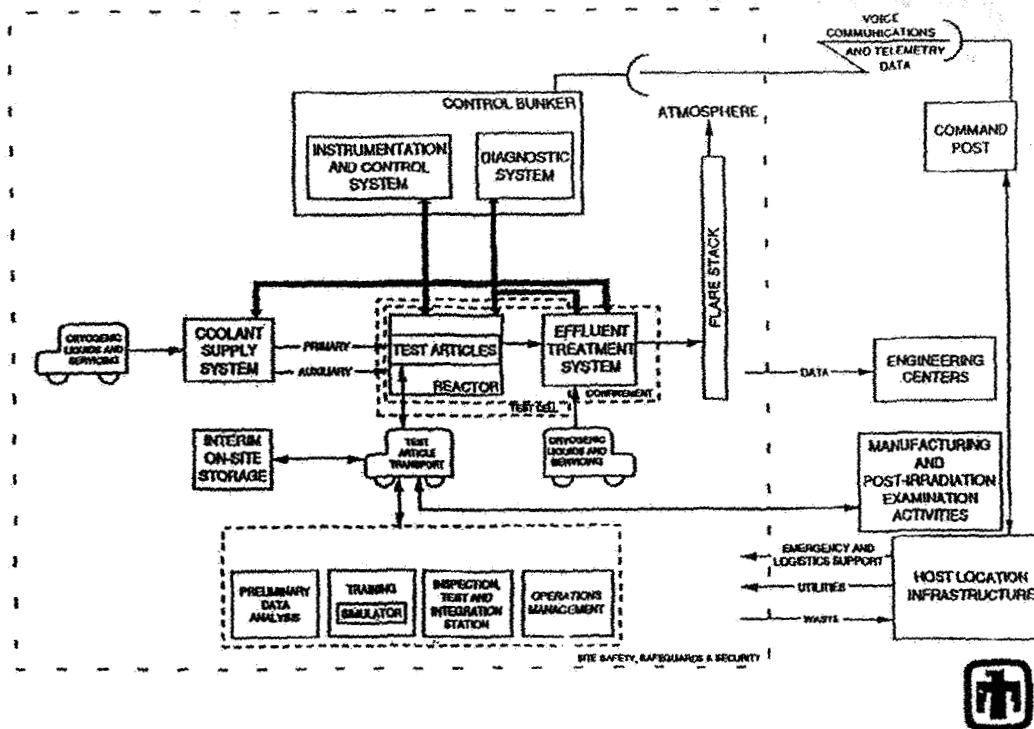 VOICE
COMMUNICATIONS
AND TELEMETRY
DATA
CONTROL BUNKER
ATMOSPHERE
COMMAND
POST
INSTRUMENTATION
AND CONTROL
SYSTEM
DIAGNOSTIC
SYSTEM
FLARE STACK
CRYOGENIC
LIQUIDS AND
SERVICING
COOLANT
SUPPLY
SYSTEM
PRIMARY
AUXILIARY
TEST ARTICLES
REACTOR
EFFLUENT
TREATMENT
SYSTEM
CONFINEMENT
TEST CELL
DATA
ENGINEERING
CENTERS
INTERIM
ON-SITE
STORAGE
TEST
ARTICLE
TRANSPORT
CRYOGENIC
LIQUIDS AND
SERVICING
MANUFACTURING
AND
POST-IRRADIATION
EXAMINATION
ACTIVITIES
EMERGENCY AND
LOGISTICS SUPPORT
UTILITIES
WASTE
HOST LOCATION
INFRASTRUCTURE
PRELIMINARY
DATA
ANALYSIS
TRAINING
SIMULATOR
INSPECTION,
TEST AND
INTEGRATION
STATION
OPERATIONS
MANAGEMENT
SITE SAFETY, SAFEGUARDS & SECURITY